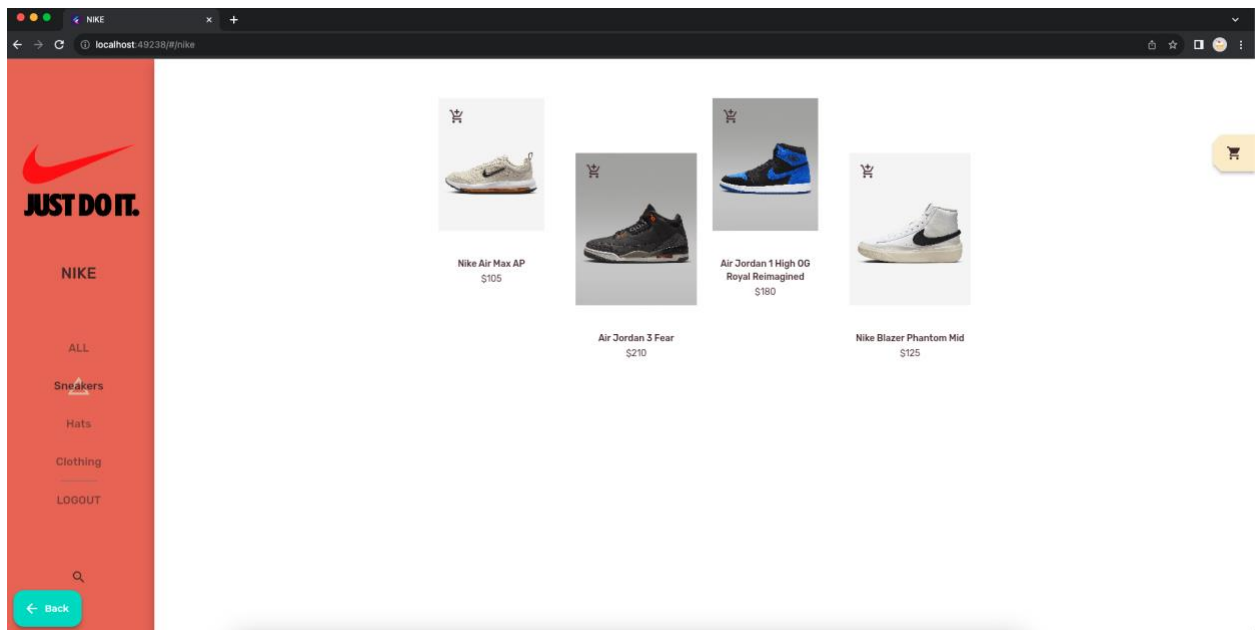 NIKE
localhost:49238/#/nike
JUST DO IT.
NIKE
ALL
Sneakers
Hats
Clothing
LOGOUT
Back
Nike Air Max AP
$105
Air Jordan 3 Fear
$210
Air Jordan 1 High OG
Royal Reimagined
$180
Nike Blazer Phantom Mid
$125